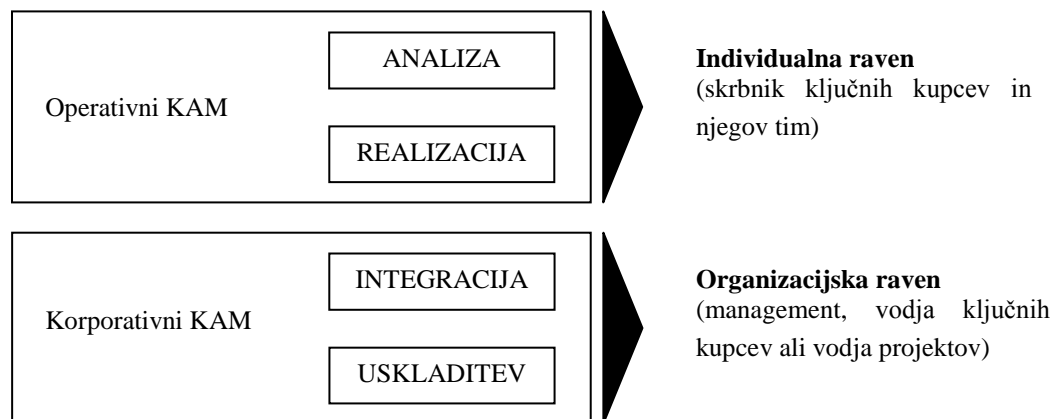 ANALIZA
Operativni KAM
REALIZACIJA
Individualna raven
(skrbnik ključnih kupcev in
njegov tim)
INTEGRACIJA
Korporativni KAM
USKLADITEV
Organizacijska raven
(management, vodja ključnih
kupcev ali vodja projektov)